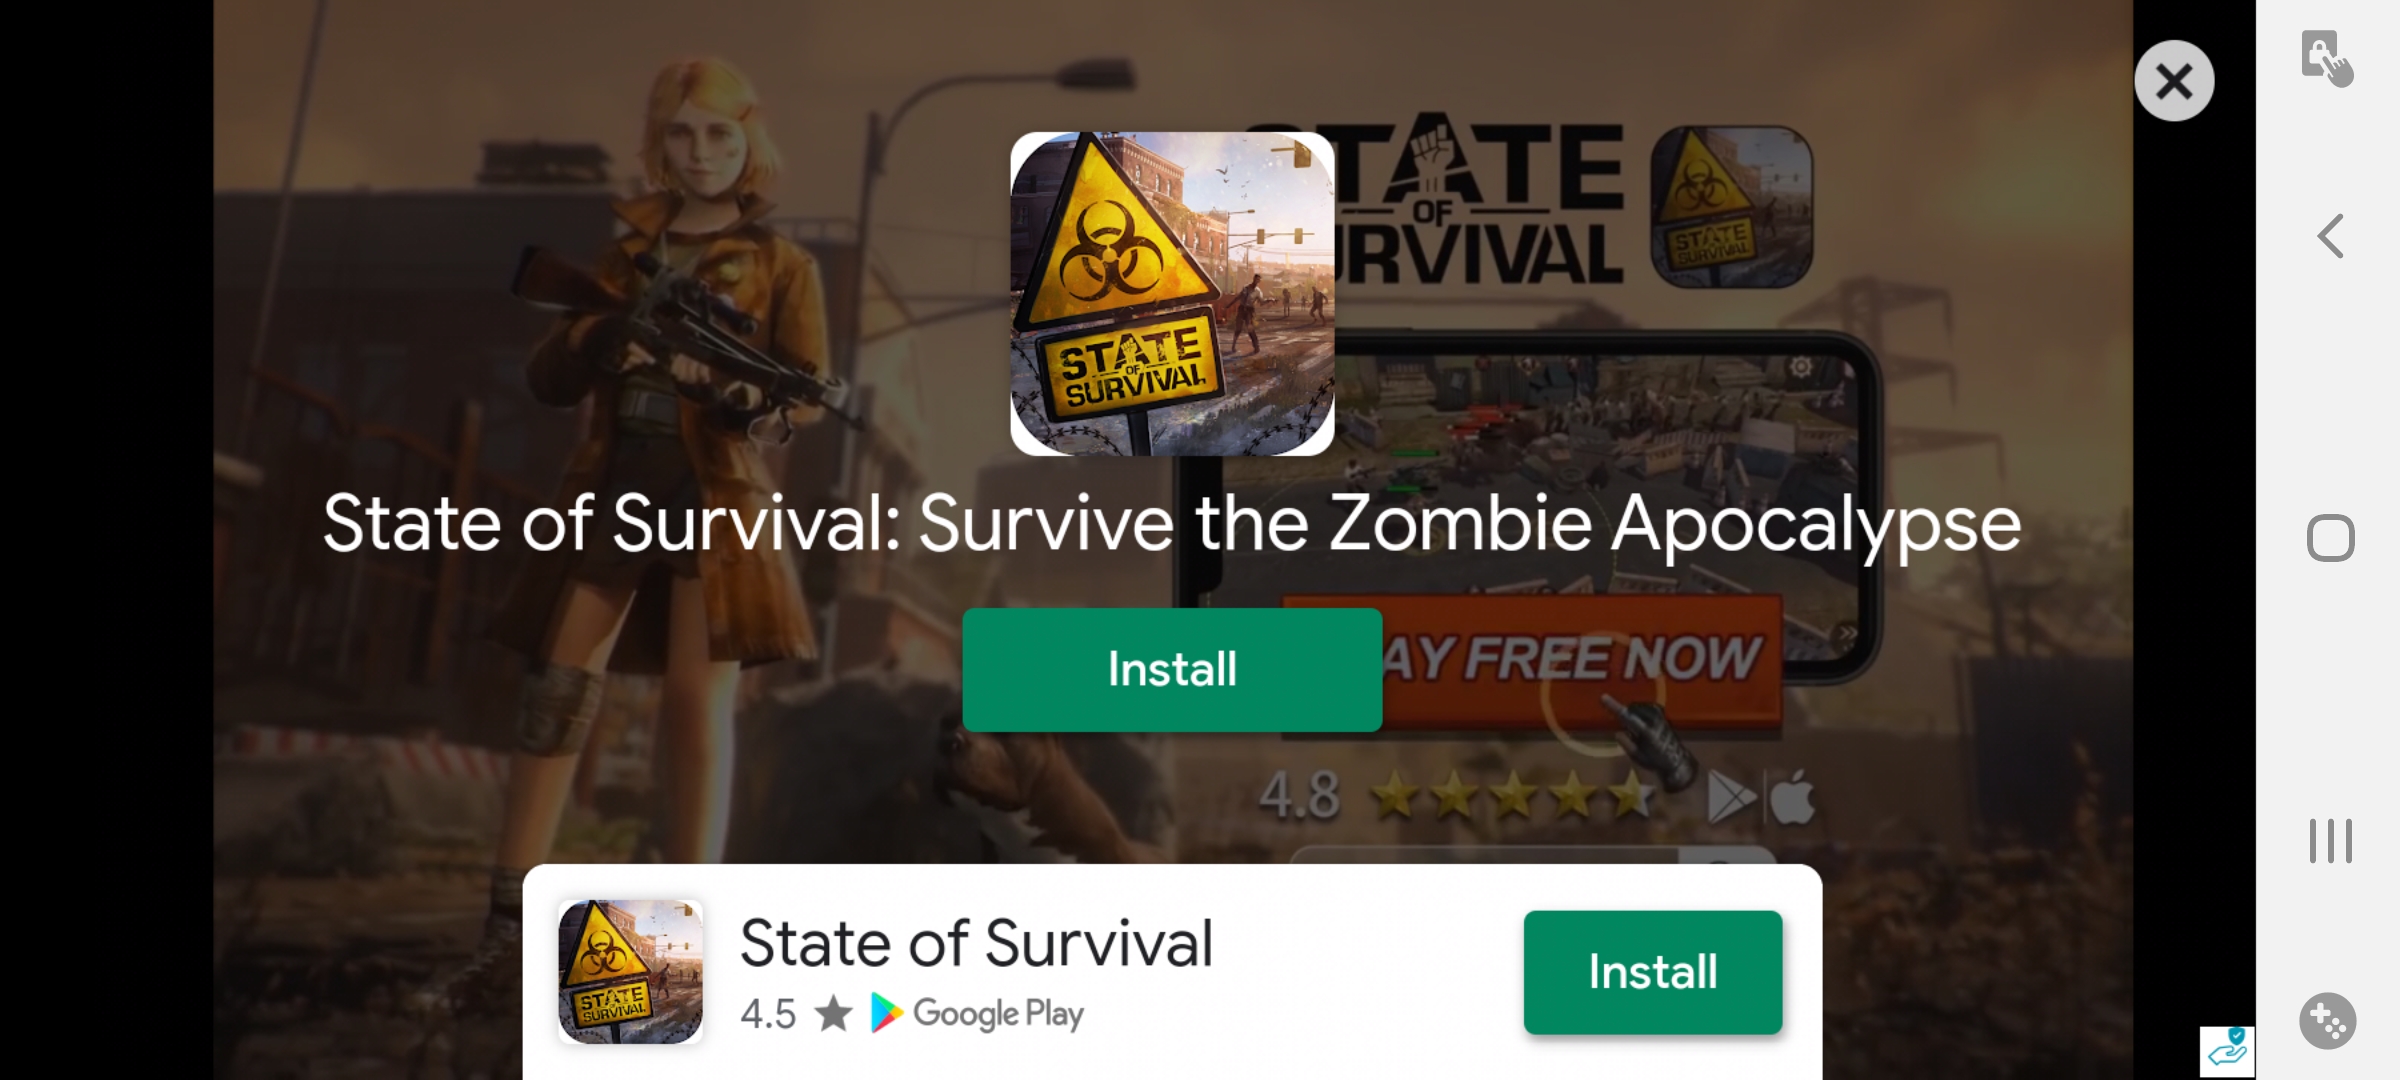 STATE
OF
SURVIVAL
TATE
OF
RVIVAL
STATE
SURVIVAL
State of Survival: Survive the Zombie Apocalypse
Install
AY FREE NOW
4.8
State of Survival
4.5 Google Play
Install
STATE
OF
SURVIVAL